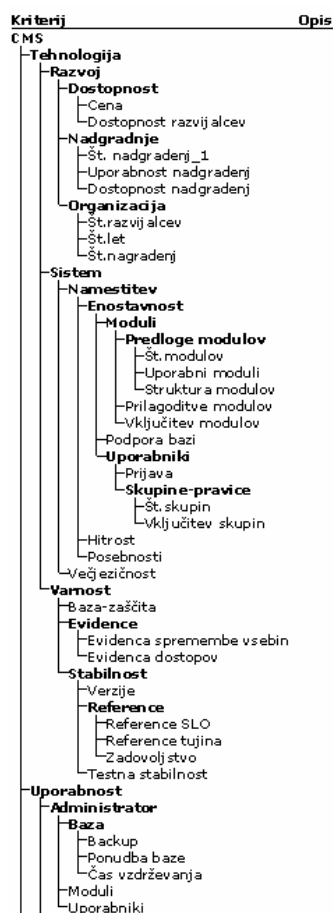 Kriterij Opis
CMS
Tehnologija
Razvoj
Dostopnost
Cena
Dostopnost razvijalcev
Nadgradnje
Št. nadgradenj_1
Uporabnost nadgradenj
Dostopnost nadgradenj
Organizacija
Št.razvijalcev
Št.let
Št.nagradenj
Sistem
Namestitev
Enostavnost
Moduli
Predloge modulov
Št.modulov
Uporabni moduli
Struktura modulov
Prilagoditve modulov
Vključitev modulov
Podpora bazi
Uporabniki
Prijava
Skupine-pravice
Št.skupin
Vključitev skupin
Hitrost
Posebnosti
Večjezičnost
Varnost
Baza-zaščita
Evidence
Evidenca spremembe vsebin
Evidenca dostopov
Stabilnost
Verzije
Reference
Reference SLO
Reference tujina
Zadovoljstvo
Testna stabilnost
Uporabnost
Administrator
Baza
Backup
Ponudba baze
Čas vzdrževanja
Moduli
Uporabniki